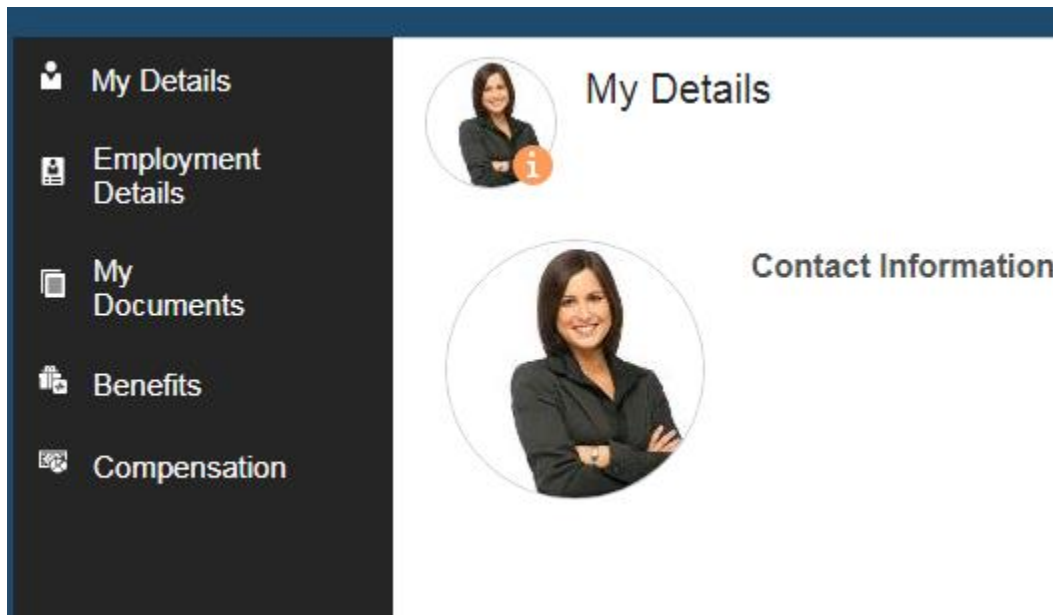 My Details
Employment
Details
My
Documents
Benefits
Compensation
My Details
i
Contact Information